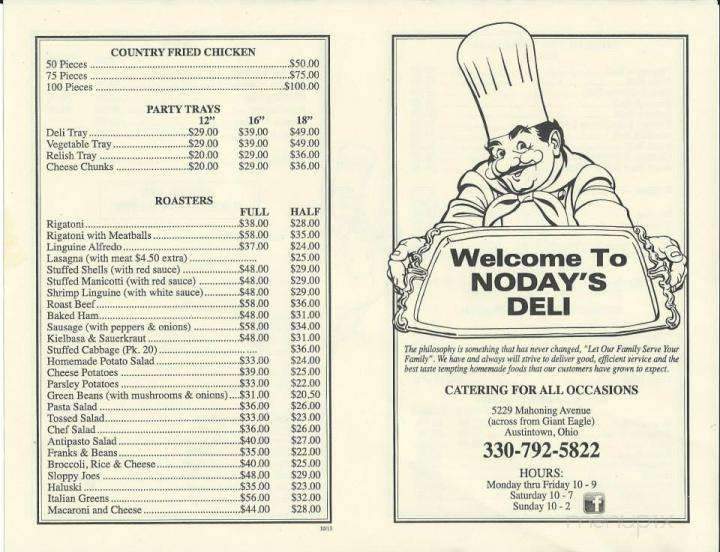 COUNTRY FRIED CHICKEN
50 Pieces ..........$50.00
75 Pieces ..........$75.00
100 Pieces ..........$100.00
PARTY TRAYS
12" 16" 18"
Deli Tray..........$29.00 $39.00 $49.00
Vegetable Tray..........$29.00 $39.00 $49.00
Relish Tray ..........$20.00 $29.00 $36.00
Cheese Chunks ..........$20.00 $29.00 $36.00
ROASTERS
FULL HALF
Rigatoni..........$38.00 $28.00
Rigatoni with Meatballs..........$58.00 $35.00
Linguine Alfredo..........$37.00 $24.00
Lasagna (with meat $4.50 extra) .......... $25.00
Stuffed Shells (with red sauce) ..........$48.00 $29.00
Stuffed Manicotti (with red sauce) ..........$48.00 $29.00
Shrimp Linguine (with white sauce)..........$48.00 $29.00
Roast Beef..........$58.00 $36.00
Baked Ham..........$48.00 $31.00
Sausage (with peppers & onions) ..........$58.00 $34.00
Kielbasa & Sauerkraut ..........$48.00 $31.00
Stuffed Cabbage (Pk. 20) .......... $36.00
Homemade Potato Salad ..........$33.00 $24.00
Cheese Potatoes ..........$39.00 $25.00
Parsley Potatoes ..........$33.00 $22.00
Green Beans (with mushrooms & onions)....$31.00 $20.50
Pasta Salad ..........$36.00 $26.00
Tossed Salad..........$33.00 $23.00
Chef Salad..........$36.00 $26.00
Antipasto Salad ..........$40.00 $27.00
Franks & Beans..........$35.00 $22.00
Broccoli, Rice & Cheese..........$40.00 $25.00
Sloppy Joes ..........$48.00 $29.00
Haluski ..........$35.00 $23.00
Italian Greens ..........$56.00 $32.00
Macaroni and Cheese ..........$44.00 $28.00
Welcome To
NODAY'S
DELI
The philosophy is something that has never changed, "Let Our Family Serve Your
Family". We have and always will strive to deliver good, efficient service and the
best taste tempting homemade foods that our customers have grown to expect.
CATERING FOR ALL OCCASIONS
5229 Mahoning Avenue
(across from Giant Eagle)
Austintown, Ohio
330-792-5822
HOURS:
Monday thru Friday 10 - 9
Saturday 10 - 7
Sunday 10 - 2
f
menupix